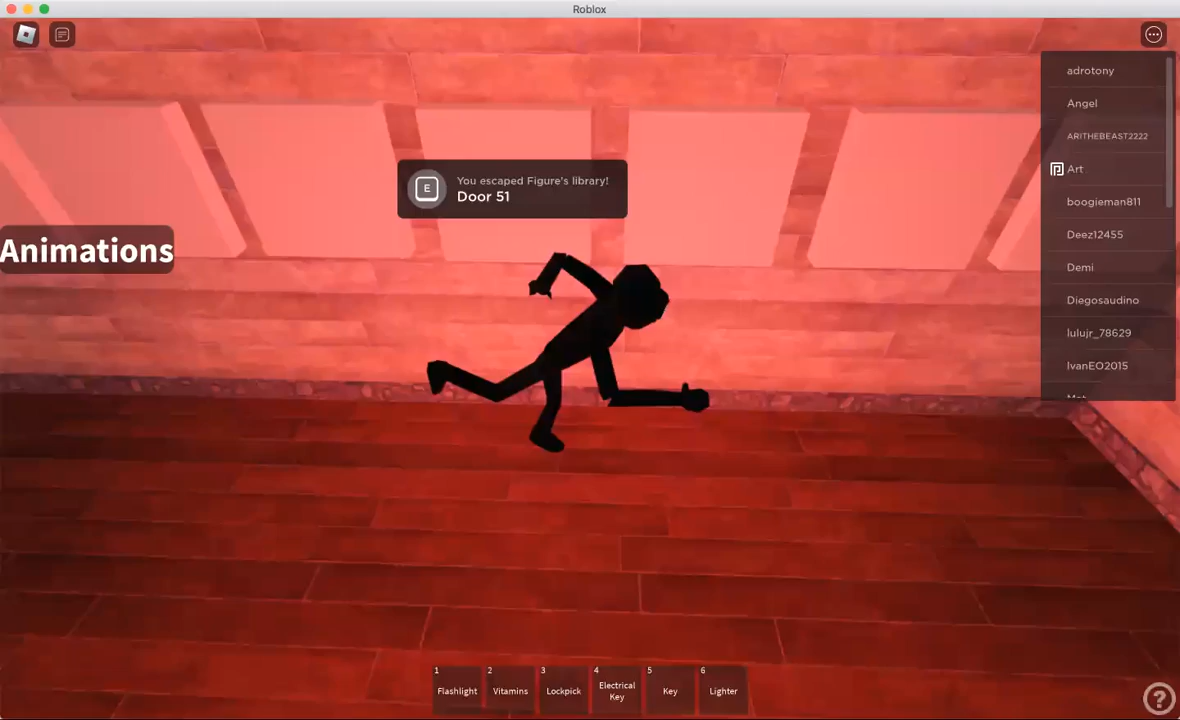 Roblox
adrotony
Angel
ARITHEBEAST2222
Art
boogieman811
Deez12455
Demi
Diegosaudino
lulujr_78629
IvanEO2015
E
You escaped Figure's library!
Door 51
Animations
1
Flashlight
2
Vitamins
3
Lockpick
4
Electrical
Key
5
Key
6
Lighter
?